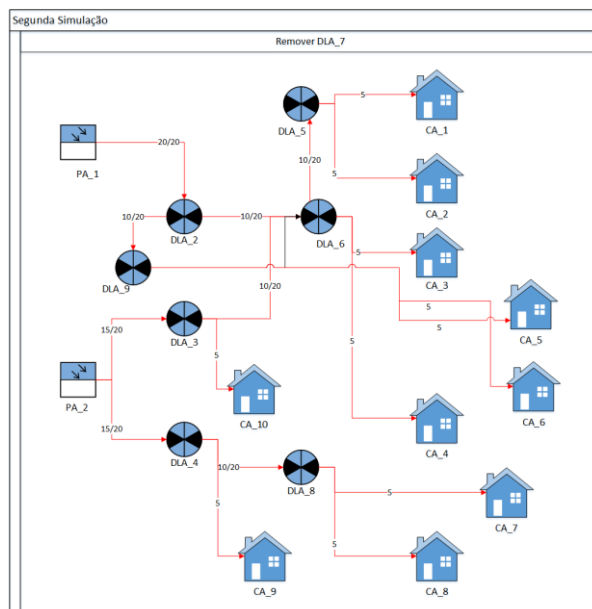 Segunda Simulação
Remover DLA_7
5
CA_1
DLA_5
20/20
PA_1
10/20
5
CA_2
10/20
DLA_2
10/20
DLA_6
5
CA_3
DLA_9
10/20
5
5
CA_5
15/20
DLA_3
5
PA_2
CA_10
5
CA_4
CA_6
15/20
DLA_4
10/20
DLA_8
5
CA_7
5
5
CA_9
CA_8